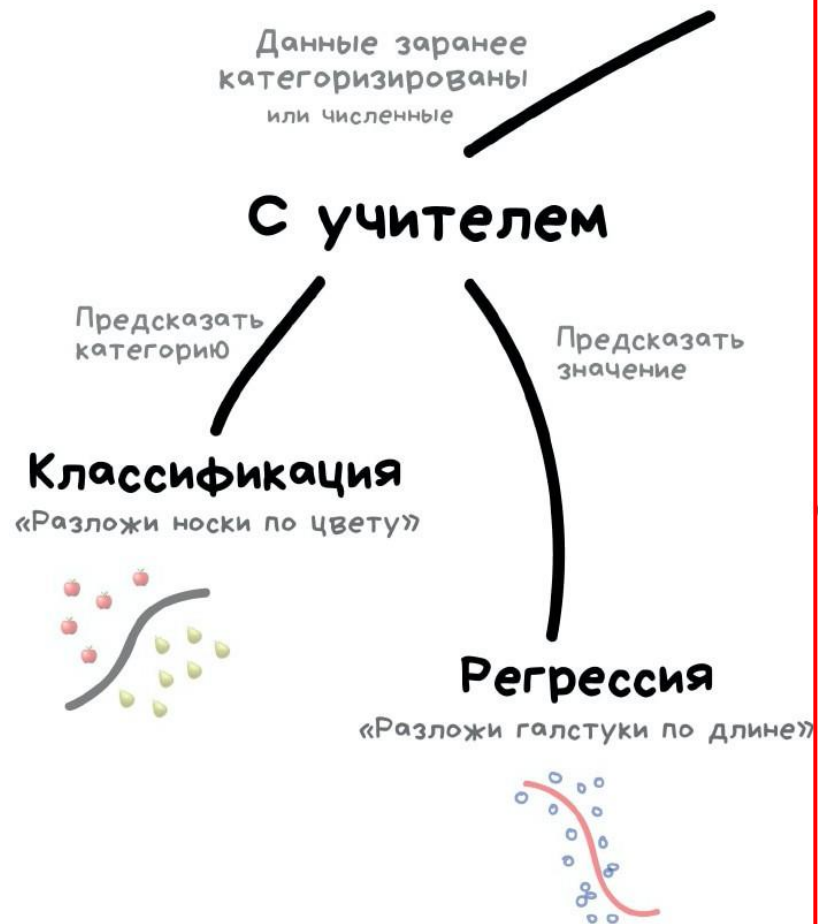 Данные заранее
категоризированы
или численные
С учителем
Предсказать
категорию
Предсказать
значение
Классификация
«Разложи носки по цвету»
Регрессия
«Разложи галстуки по длине»